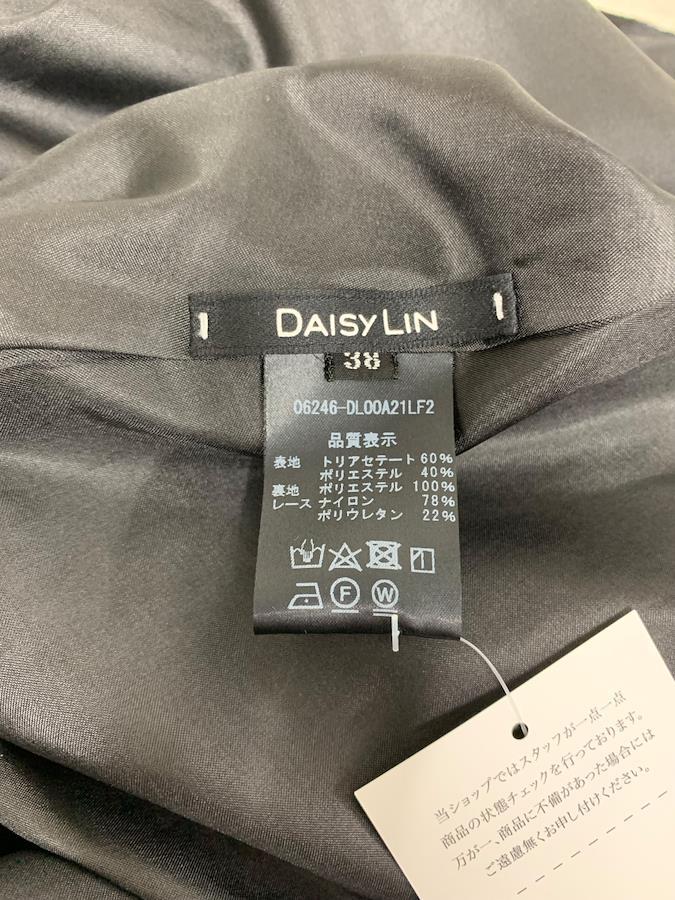 DAISY LIN
38
06246-DL00A21LF2
品質表示
表地 トリアセテート 60%
ポリエステル 40%
裏地 ポリエステル 100%
レース ナイロン 78%
ポリウレタン 22%
F W
当ショップではスタッフが一点一点
商品の状態チェックを行っております。
万が一、商品に不備があった場合には
ご遠慮無くお申し付けください。